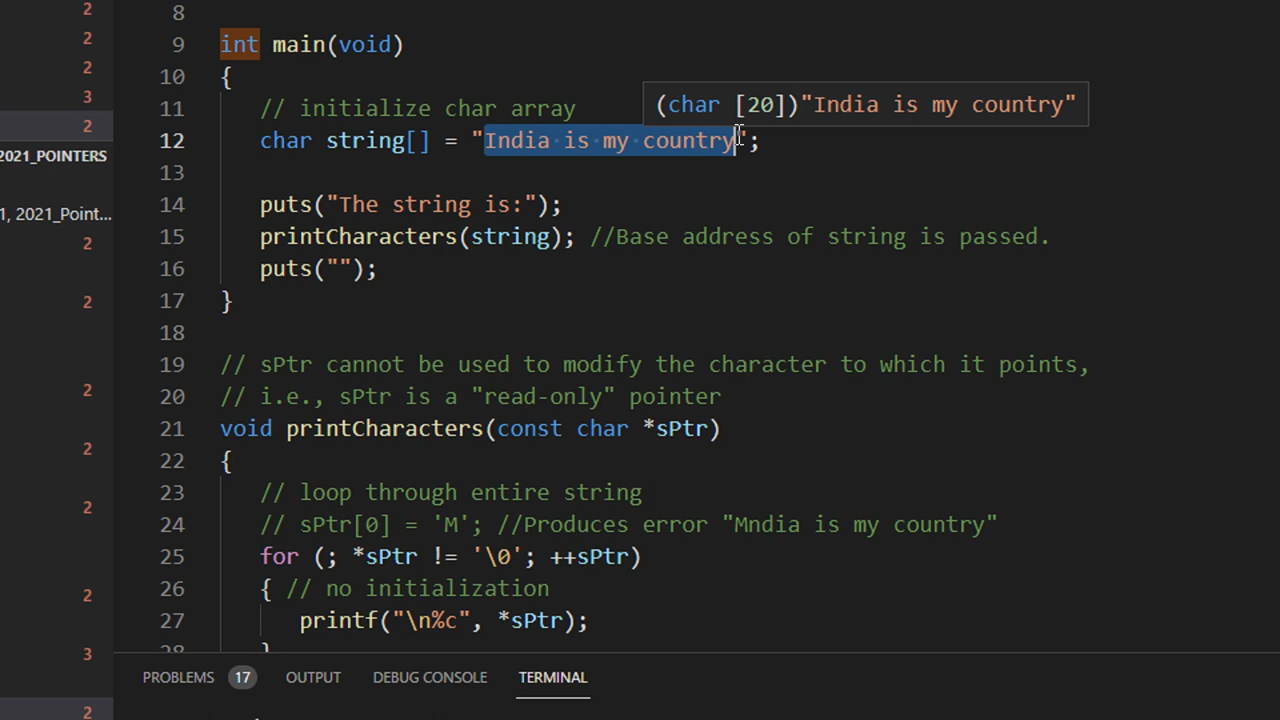 2
2
2
3
2
2021_POINTERS
1, 2021_Point...
2
2
2
2
2
2
3
2
8
9 int main(void)
10 {
11 // initialize char array
(char [20])"India is my country"
12 char string[] = "India is my country";
13
14 puts("The string is:");
15 printCharacters(string); //Base address of string is passed.
16 puts("");
17 }
18
19 // sPtr cannot be used to modify the character to which it points,
20 // i.e., sPtr is a "read-only" pointer
21 void printCharacters(const char *sPtr)
22 {
23 // loop through entire string
24 // sPtr[0] = 'M'; //Produces error "Mndia is my country"
25 for (; *sPtr != '\0'; ++sPtr)
26 { // no initialization
27 printf("\n%c", *sPtr);
28 }
PROBLEMS 17 OUTPUT DEBUG CONSOLE TERMINAL